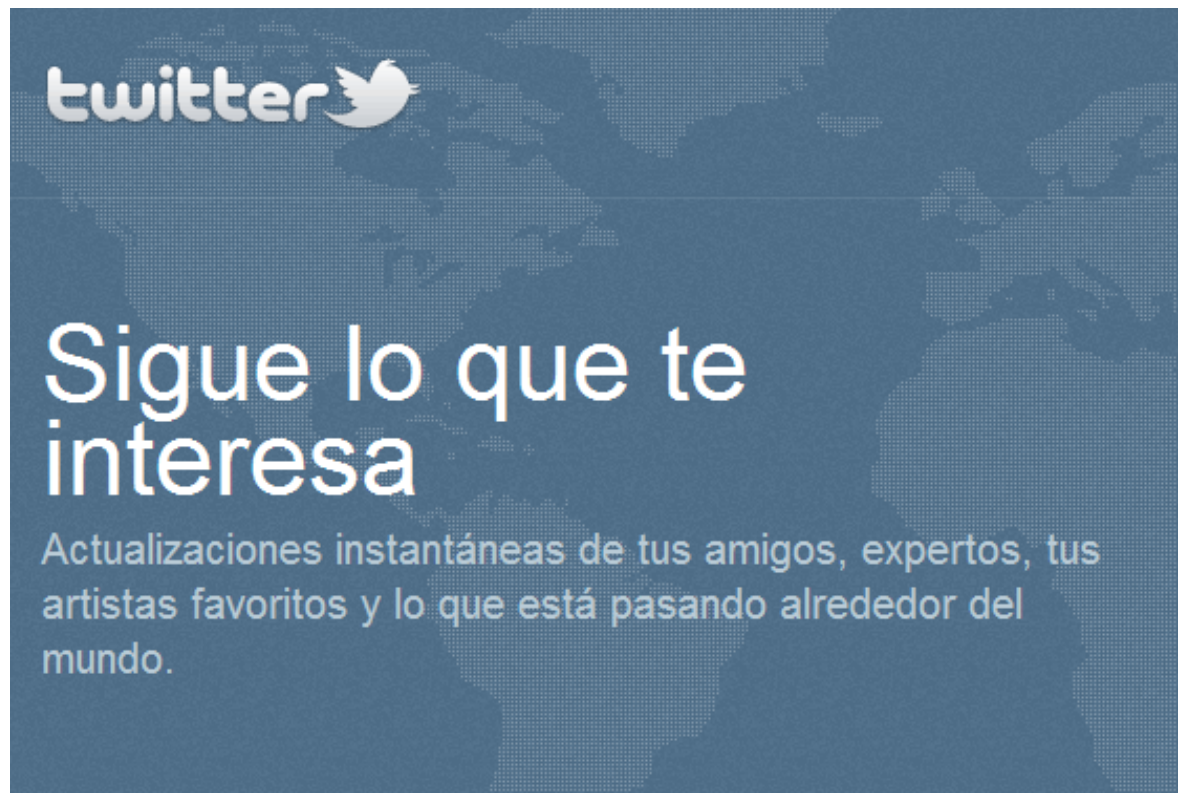 twitter
Sigue lo que te
interesa
Actualizaciones instantáneas de tus amigos, expertos, tus
artistas favoritos y lo que está pasando alrededor del
mundo.